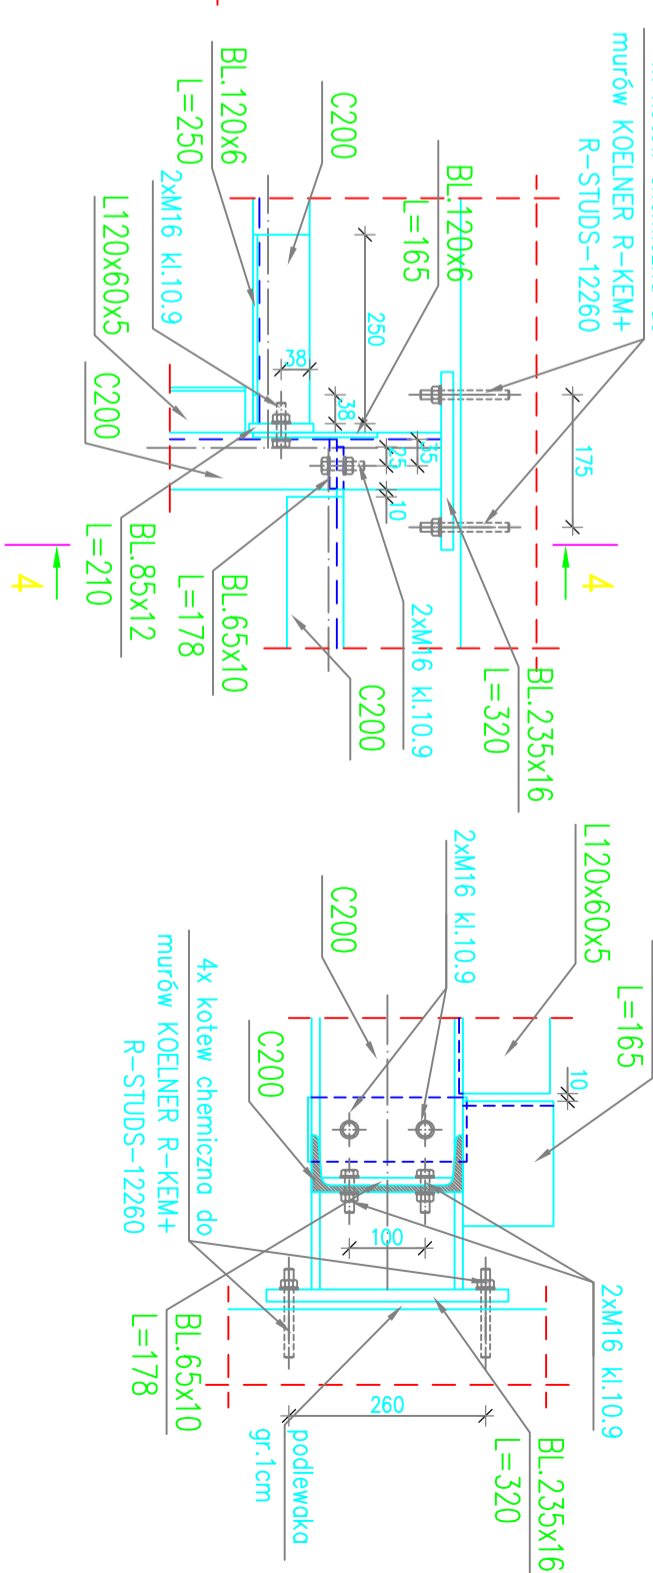 murów KOELNER R-KEM+
R-STUDS-12260
BL.120x6
L=250
C200
BL.120x6
L=165
2xM16 kl.10.9
L120x60x5
C200
250
38
38
35
25
10
175
BL.85x12
L=210
BL.65x10
L=178
C200
2xM16 kl.10.9
BL.235x16
L=320
4
4
L120x60x5
L=165
2xM16 kl.10.9
C200
C200
10
4x kotew chemiczna do
murów KOELNER R-KEM+
R-STUDS-12260
100
260
BL.65x10
L=178
2xM16 kl.10.9
BL.235x16
L=320
podlewaka
gr.1cm